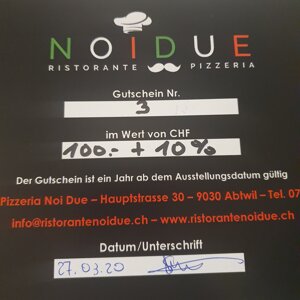 NOIDUE
RISTORANTE PIZZERIA
Gutschein Nr.
3
im Wert von CHF
100.- + 10%
Der Gutschein ist ein Jahr ab dem Ausstellungsdatum gültig
Pizzeria Noi Due – Hauptstrasse 30 – 9030 Abtwil – Tel. 07
info@ristorantenoidue.ch – www.ristorantenoidue.ch
Datum/Unterschrift
27.03.20